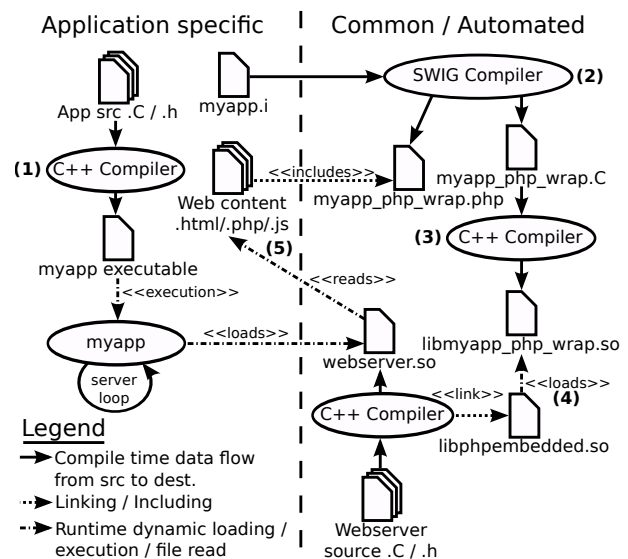 Application specific
Common / Automated
App src .C / .h
myapp.i
SWIG Compiler
(2)
(1)
C++ Compiler
<<includes>>
Web content
.html/.php/.js
myapp_php_wrap.php
myapp_php_wrap.C
(3)
C++ Compiler
(5)
myapp executable
<<execution>>
<<reads>>
myapp
<<loads>>
webserver.so
libmyapp_php_wrap.so
server
loop
<<link>>
<<loads>>
(4)
C++ Compiler
libphpembedded.so
Legend
Compile time data flow
from src to dest.
Linking / Including
Runtime dynamic loading /
execution / file read
Webserver
source .C / .h